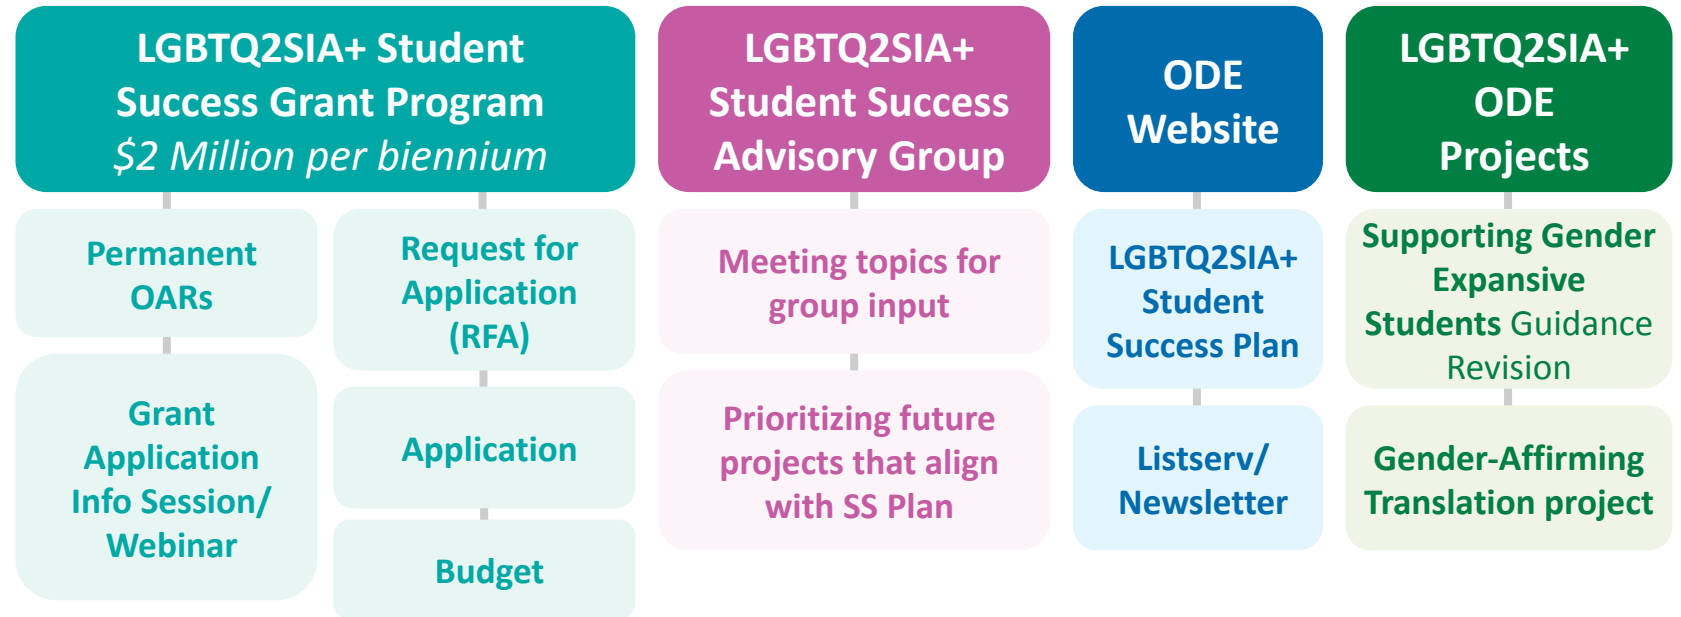 LGBTQ2SIA+ Student
Success Grant Program
$2 Million per biennium
Permanent
OARs
Grant
Application
Info Session/
Webinar
Request for
Application
(RFA)
Application
Budget
LGBTQ2SIA+
Student Success
Advisory Group
Meeting topics for
group input
Prioritizing future
projects that align
with SS Plan
ODE
Website
LGBTQ2SIA+
Student
Success Plan
Listserv/
Newsletter
LGBTQ2SIA+
ODE
Projects
Supporting Gender
Expansive
Students Guidance
Revision
Gender-Affirming
Translation project